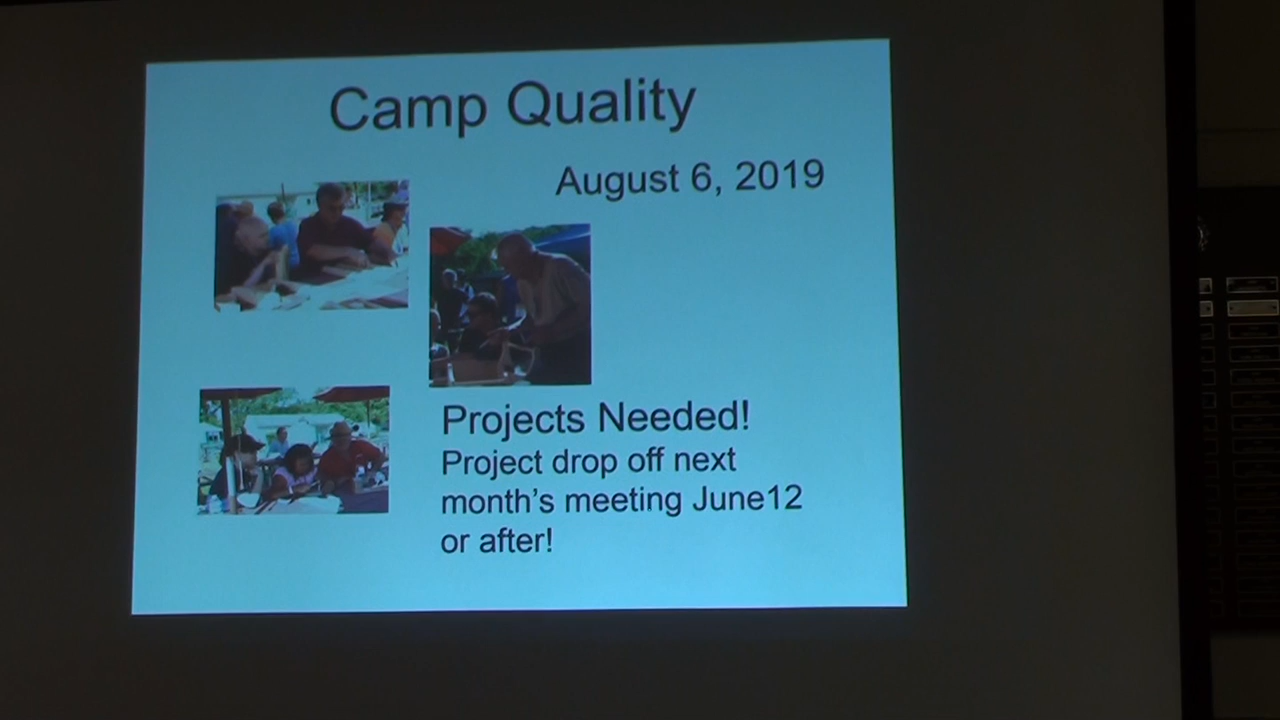 Camp Quality
August 6, 2019
Projects Needed!
Project drop off next
month's meeting June12
or after!